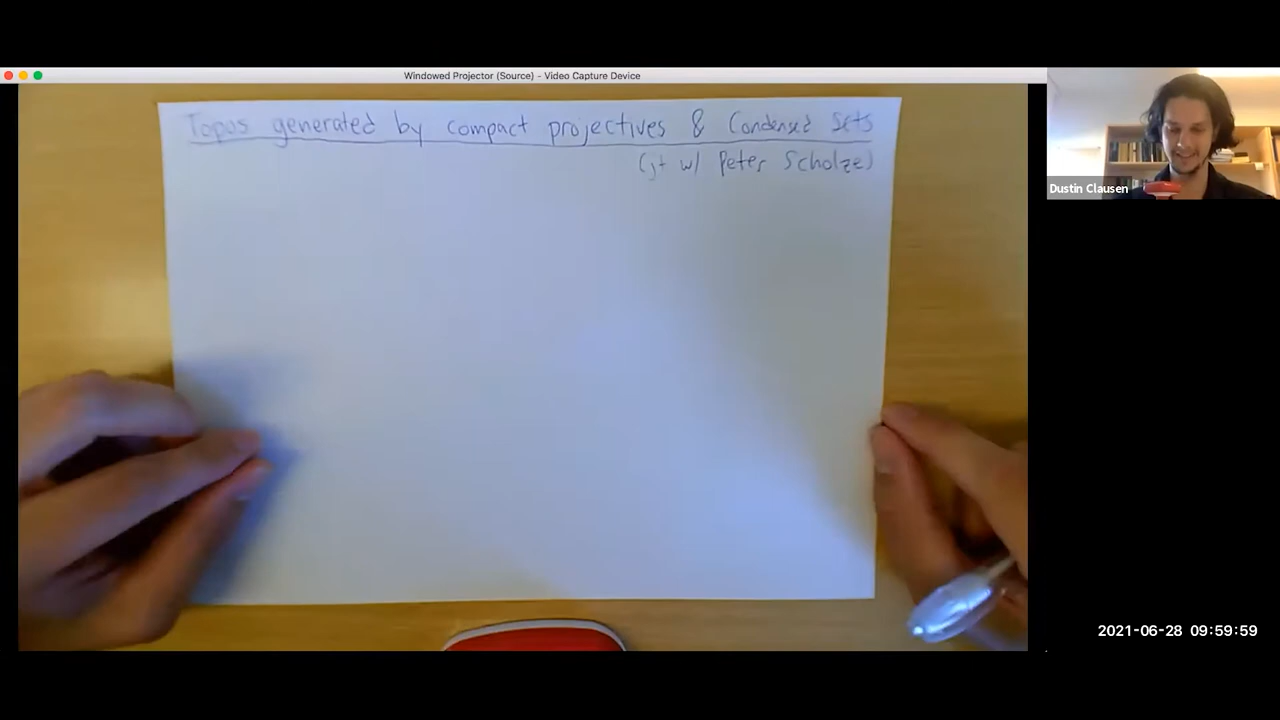 Windowed Projector (Source) - Video Capture Device
Topos generated by compact projectives & Condensed Sets
(jt w/ Peter Scholze)
Dustin Clausen
2021-06-28 09:59:59